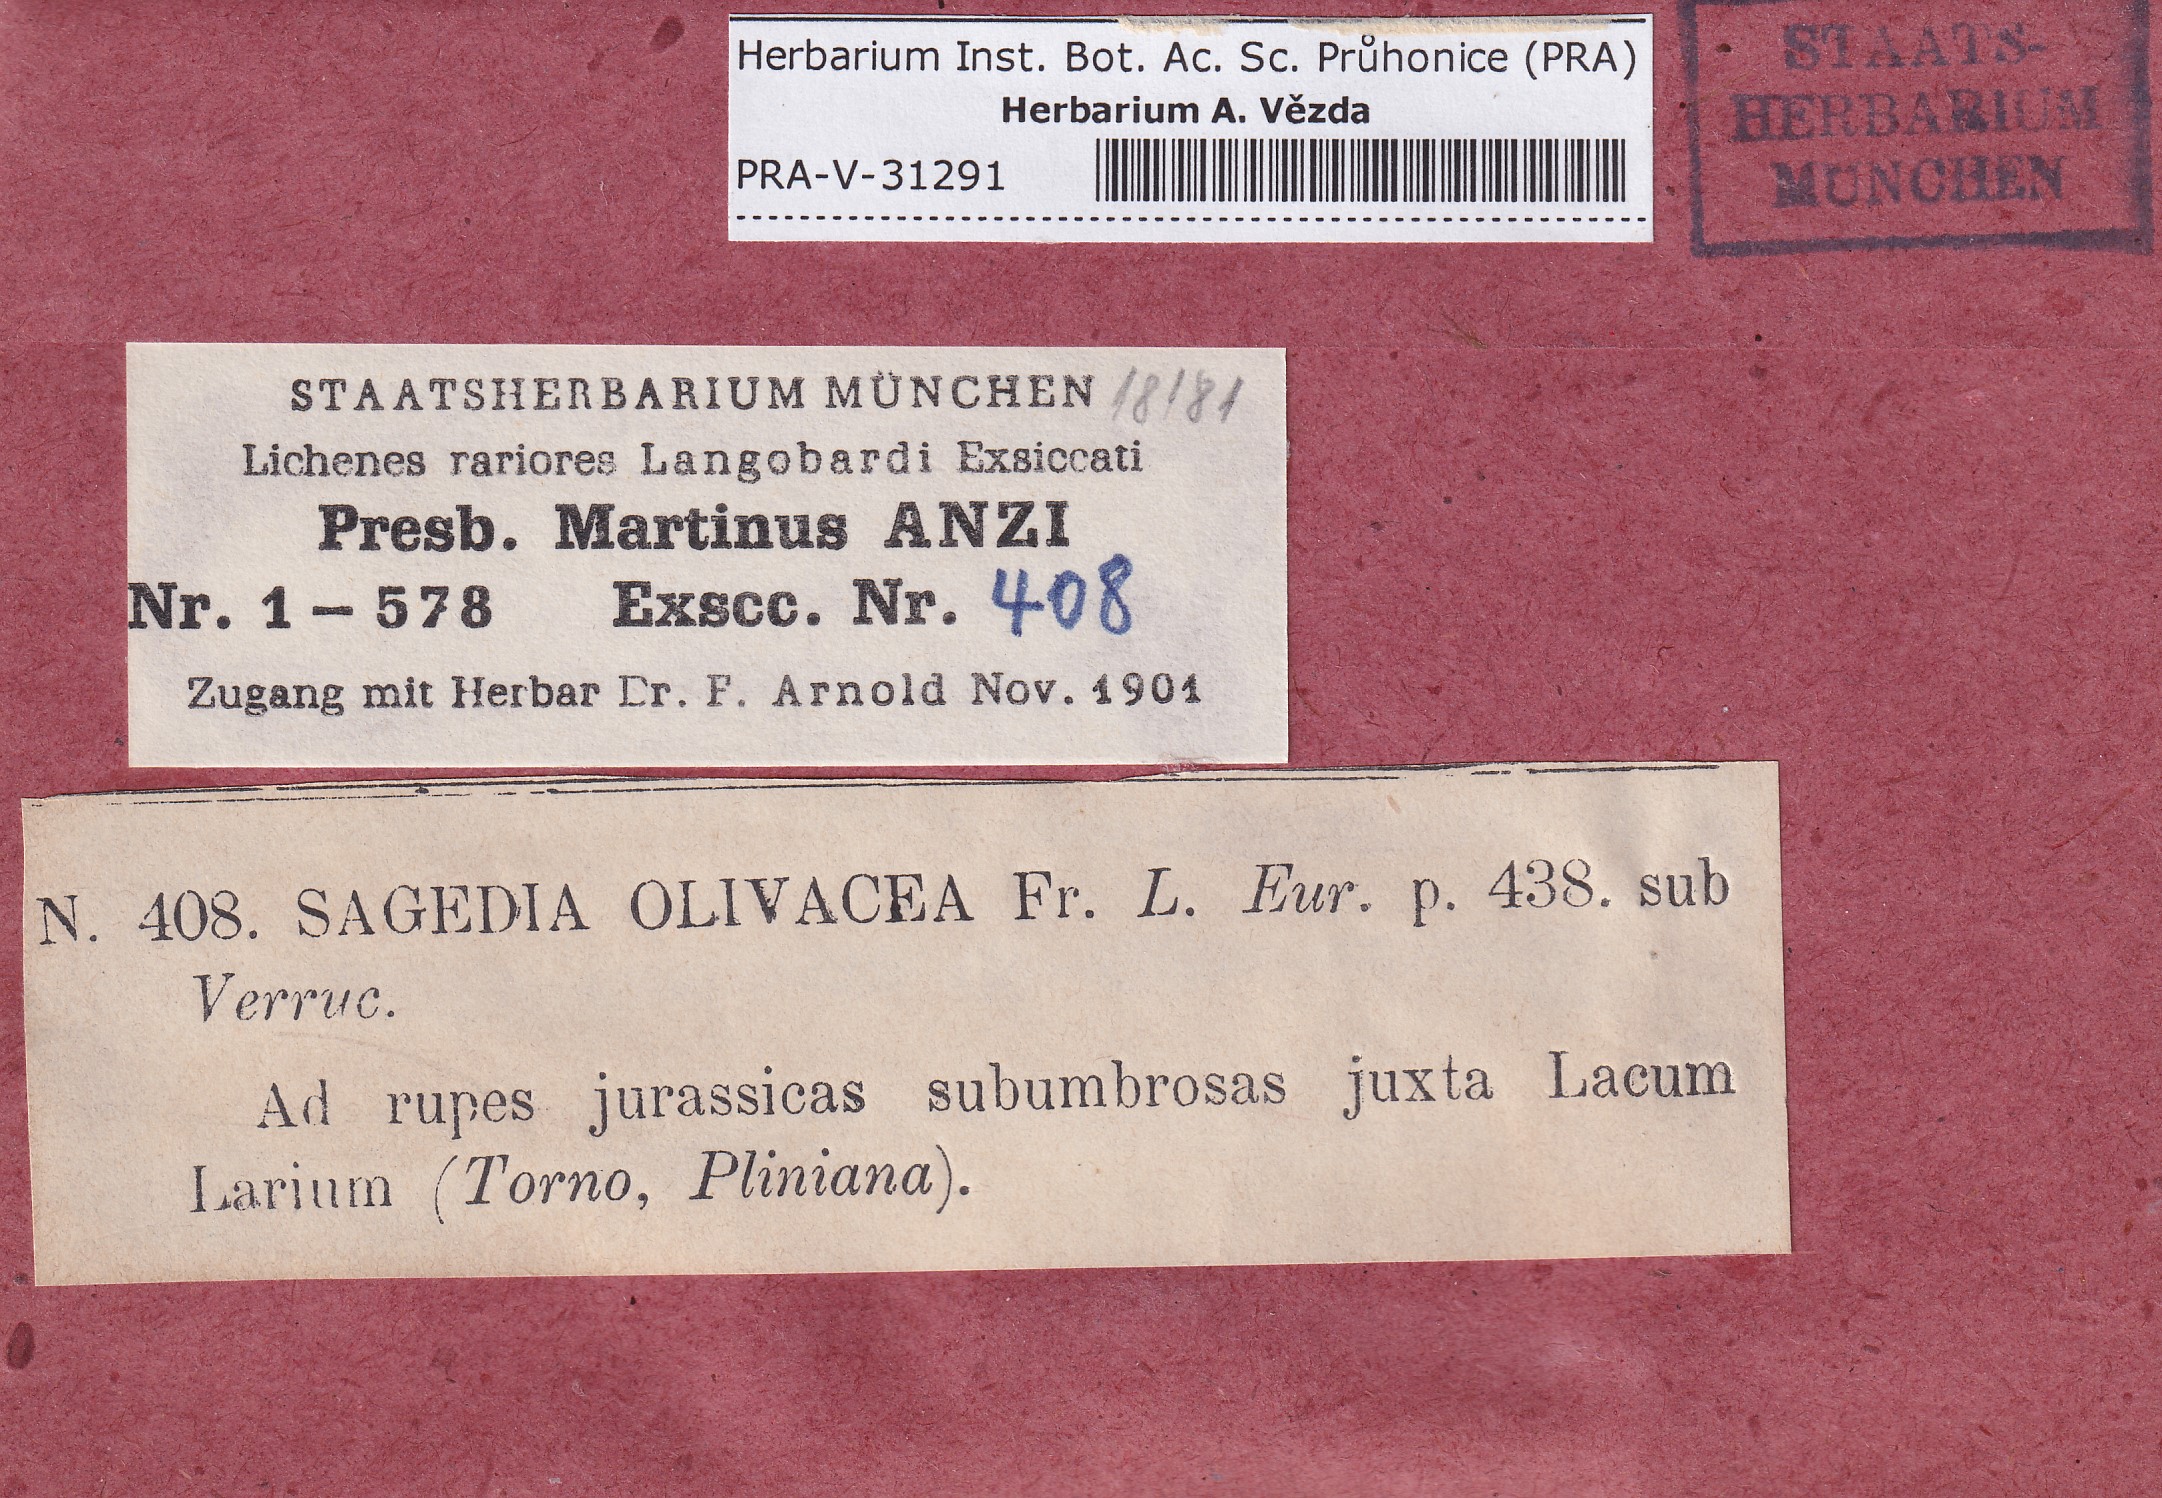 Herbarium Inst. Bot. Ac. Sc. Průhonice (PRA)
Herbarium A. Vězda
PRA-V-31291
STAATS-
HERBARIUM
MÜNCHEN
STAATSHERBARIUM MÜNCHEN 18181
Lichenes rariores Langobardi Exsiccati
Presb. Martinus ANZI
Nr. 1 – 578 Exscc. Nr. 408
Zugang mit Herbar Dr. F. Arnold Nov. 1901
N. 408. SAGEDIA OLIVACEA Fr. L. Eur. p. 438. sub
Verruc.
Ad rupes jurassicas subumbrosas juxta Lacum
Larium (Torno, Pliniana).